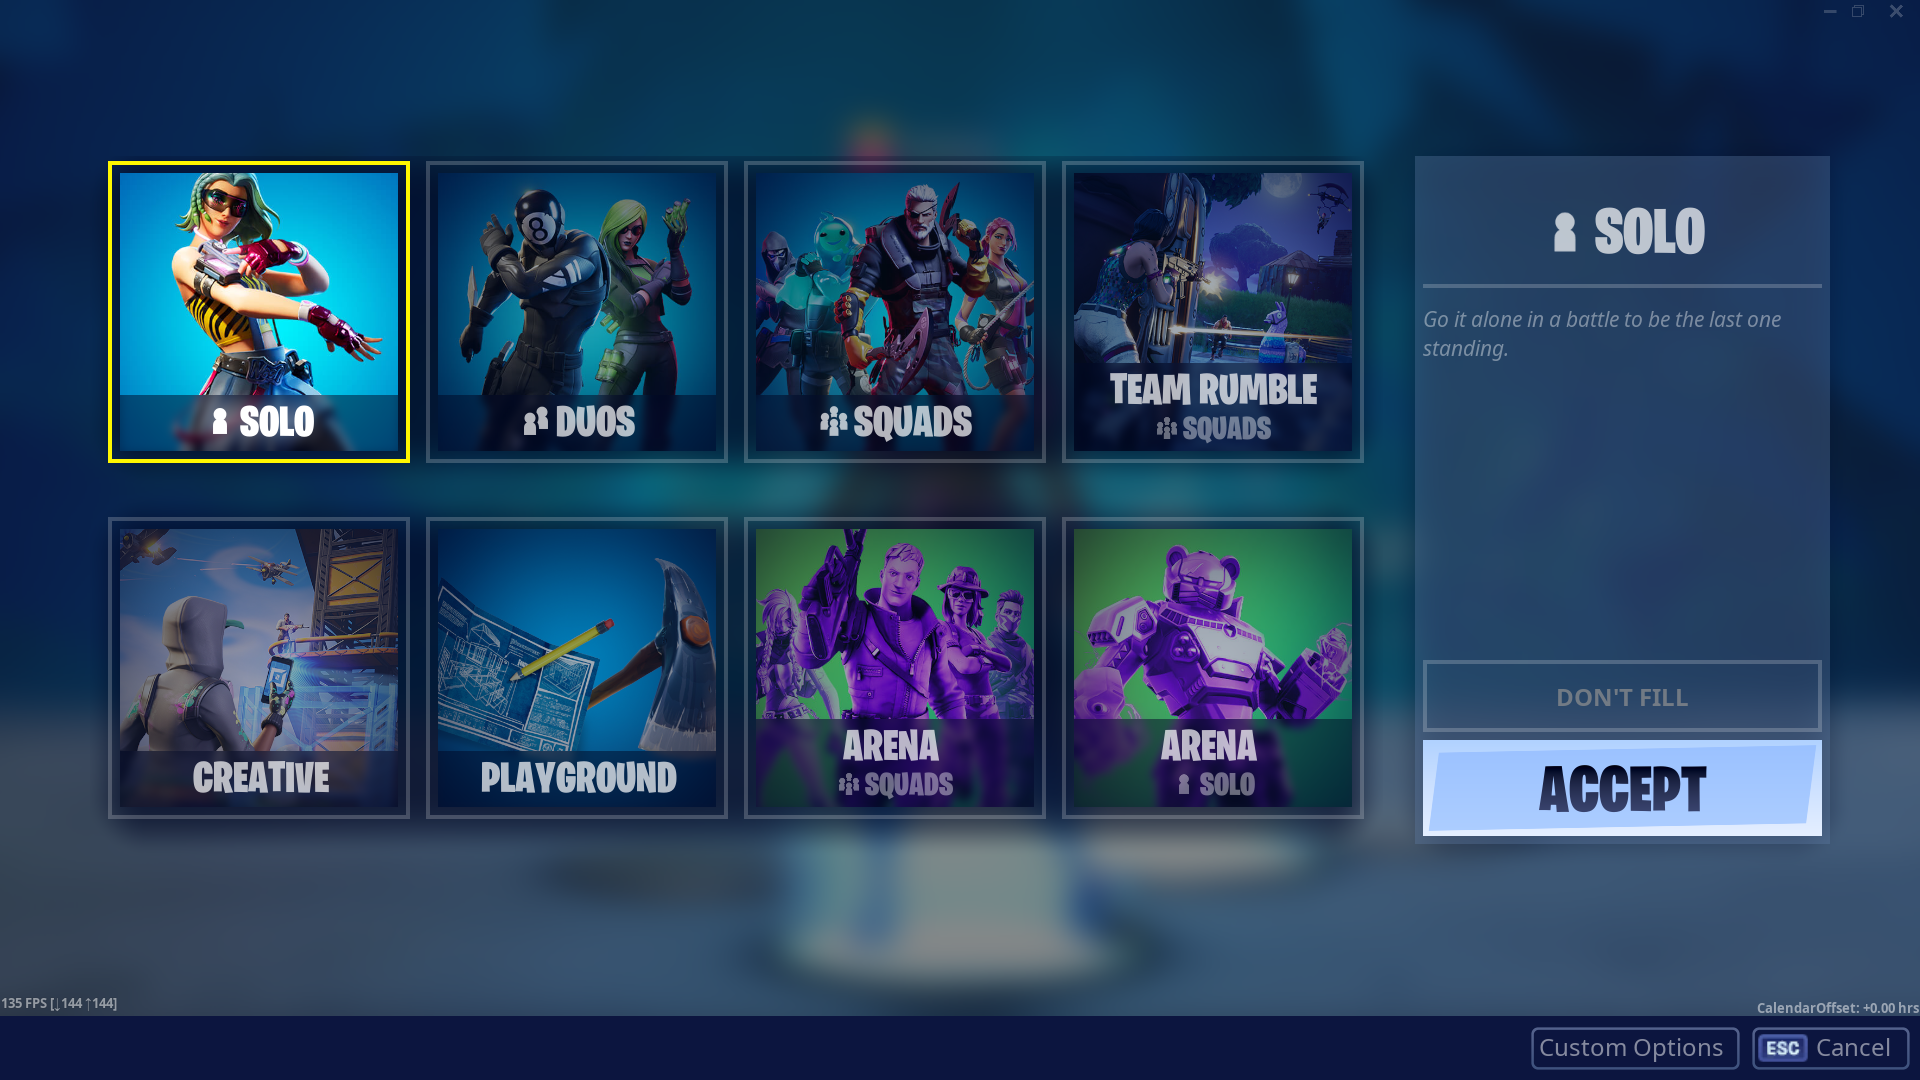 SOLO
DUOS
SQUADS
TEAM RUMBLE
SQUADS
CREATIVE
PLAYGROUND
ARENA
SQUADS
ARENA
SOLO
SOLO
Go it alone in a battle to be the last one
standing.
DON'T FILL
ACCEPT
135 FPS [↓144 ↑144]
CalendarOffset: +0.00 hrs
Custom Options
ESC Cancel